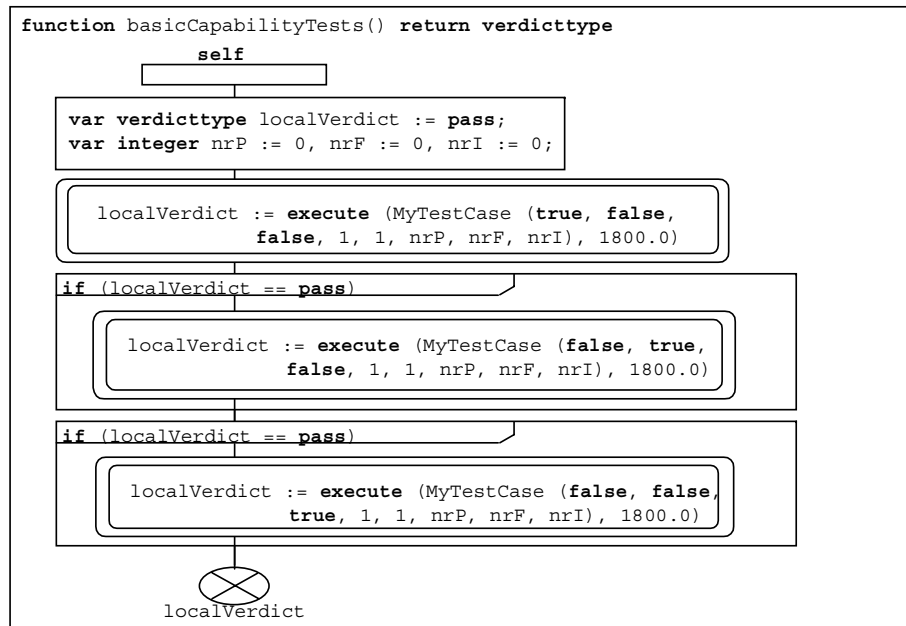 function basicCapabilityTests() return verdicttype
self
var verdicttype localVerdict := pass;
var integer nrP := 0, nrF := 0, nrI := 0;
localVerdict := execute (MyTestCase (true, false,
false, 1, 1, nrP, nrF, nrI), 1800.0)
if (localVerdict == pass)
localVerdict := execute (MyTestCase (false, true,
false, 1, 1, nrP, nrF, nrI), 1800.0)
if (localVerdict == pass)
localVerdict := execute (MyTestCase (false, false,
true, 1, 1, nrP, nrF, nrI), 1800.0)
localVerdict